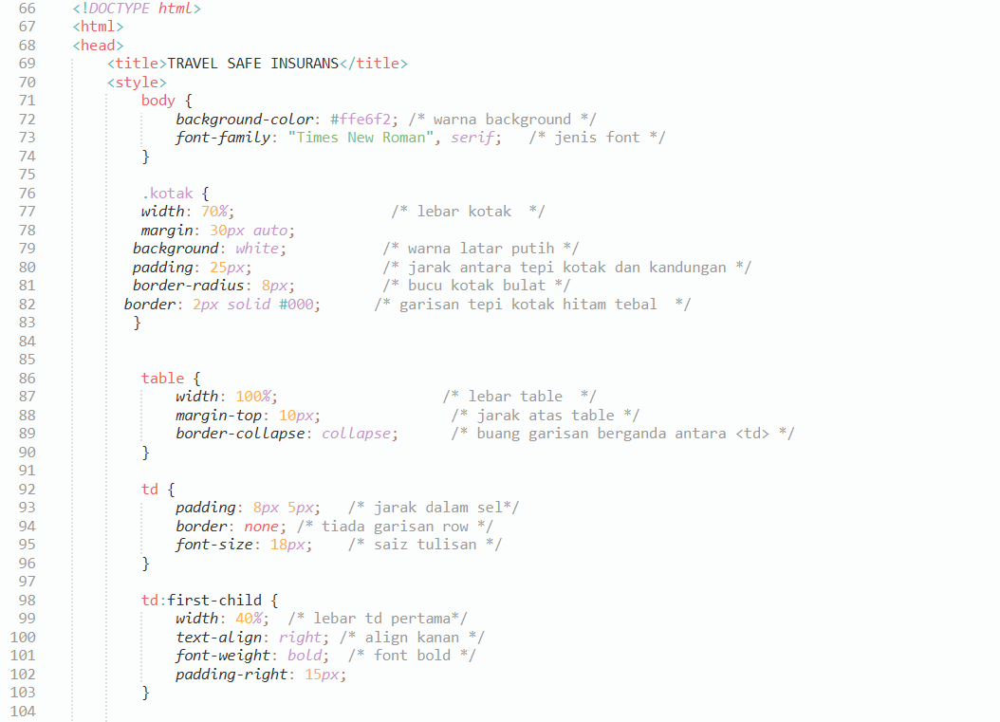 66 <!DOCTYPE html>
67 <html>
68 <head>
69     <title>TRAVEL SAFE INSURANS</title>
70     <style>
71         body {
72             background-color: #ffe6f2; /* warna background */
73             font-family: "Times New Roman", serif;   /* jenis font */
74         }
75
76         .kotak {
77         width: 70%;                  /* lebar kotak  */
78         margin: 30px auto;
79        background: white;           /* warna latar putih */
80        padding: 25px;               /* jarak antara tepi kotak dan kandungan */
81        border-radius: 8px;          /* bucu kotak bulat */
82       border: 2px solid #000;      /* garisan tepi kotak hitam tebal  */
83        }
84
85
86         table {
87             width: 100%;                   /* lebar table  */
88             margin-top: 10px;               /* jarak atas table */
89             border-collapse: collapse;      /* buang garisan berganda antara <td> */
90         }
91
92         td {
93             padding: 8px 5px;   /* jarak dalam sel*/
94             border: none; /* tiada garisan row */
95             font-size: 18px;    /* saiz tulisan */
96         }
97
98         td:first-child {
99             width: 40%;  /* lebar td pertama*/
100             text-align: right; /* align kanan */
101             font-weight: bold;  /* font bold */
102             padding-right: 15px;
103         }
104